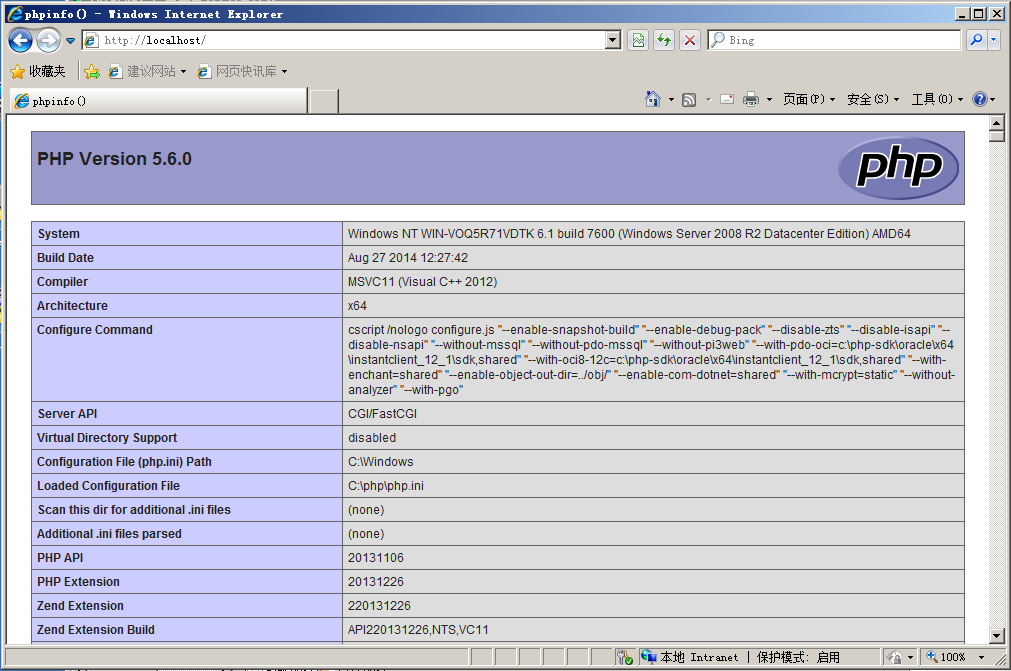 phpinfo() - Windows Internet Explorer
http://localhost/
Bing
收藏夹 建议网站 网页快讯库
phpinfo()
页面(P) 安全(S) 工具(O)
PHP Version 5.6.0
php
System Windows NT WIN-VOQ5R71VDTK 6.1 build 7600 (Windows Server 2008 R2 Datacenter Edition) AMD64
Build Date Aug 27 2014 12:27:42
Compiler MSVC11 (Visual C++ 2012)
Architecture x64
Configure Command cscript /nologo configure.js "--enable-snapshot-build" "--enable-debug-pack" "--disable-zts" "--disable-isapi" "--
disable-nsapi" "--without-mssql" "--without-pdo-mssql" "--without-pi3web" "--with-pdo-oci=c:\php-sdk\oracle\x64
\instantclient_12_1\sdk,shared" "--with-oci8-12c=c:\php-sdk\oracle\x64\instantclient_12_1\sdk,shared" "--with-
enchant=shared" "--enable-object-out-dir=../obj/" "--enable-com-dotnet=shared" "--with-mcrypt=static" "--without-
analyzer" "--with-pgo"
Server API CGI/FastCGI
Virtual Directory Support disabled
Configuration File (php.ini) Path C:\Windows
Loaded Configuration File C:\php\php.ini
Scan this dir for additional .ini files (none)
Additional .ini files parsed (none)
PHP API 20131106
PHP Extension 20131226
Zend Extension 220131226
Zend Extension Build API220131226,NTS,VC11
本地 Intranet | 保护模式: 启用 100%